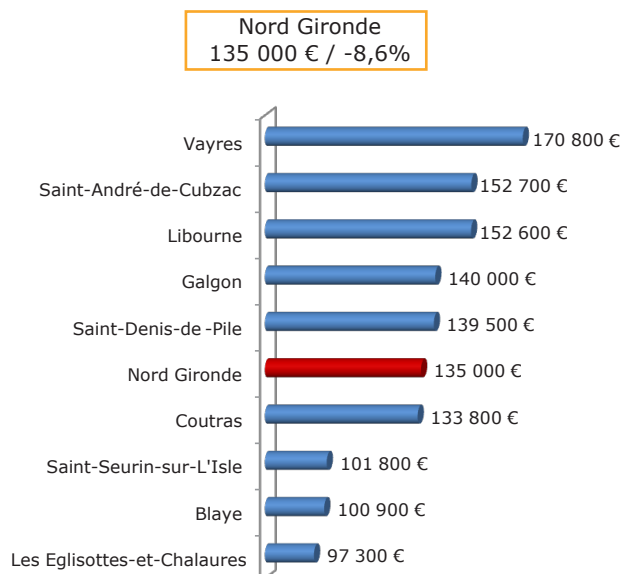 Nord Gironde
135 000 € / -8,6%
Vayres 170 800 €
Saint-André-de-Cubzac 152 700 €
Libourne 152 600 €
Galgon 140 000 €
Saint-Denis-de -Pile 139 500 €
Nord Gironde 135 000 €
Coutras 133 800 €
Saint-Seurin-sur-L'Isle 101 800 €
Blaye 100 900 €
Les Eglisottes-et-Chalaures 97 300 €